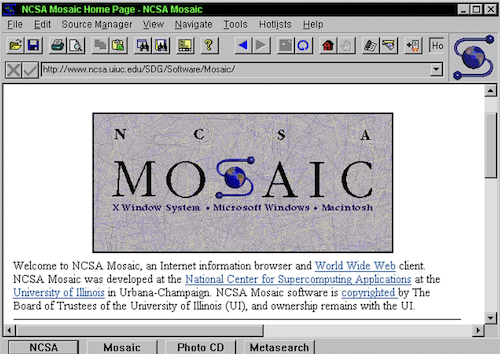 NCSA Mosaic Home Page - NCSA Mosaic
File Edit Source Manager View Navigate Tools Hotlists Help
Ho
http://www.ncsa.uiuc.edu/SDG/Software/Mosaic/
N C S A
MOSAIC
X Window System • Microsoft Windows • Macintosh
Welcome to NCSA Mosaic, an Internet information browser and World Wide Web client.
NCSA Mosaic was developed at the National Center for Supercomputing Applications at the
University of Illinois in Urbana-Champaign. NCSA Mosaic software is copyrighted by The
Board of Trustees of the University of Illinois (UI), and ownership remains with the UI.
NCSA Mosaic Photo CD Metasearch